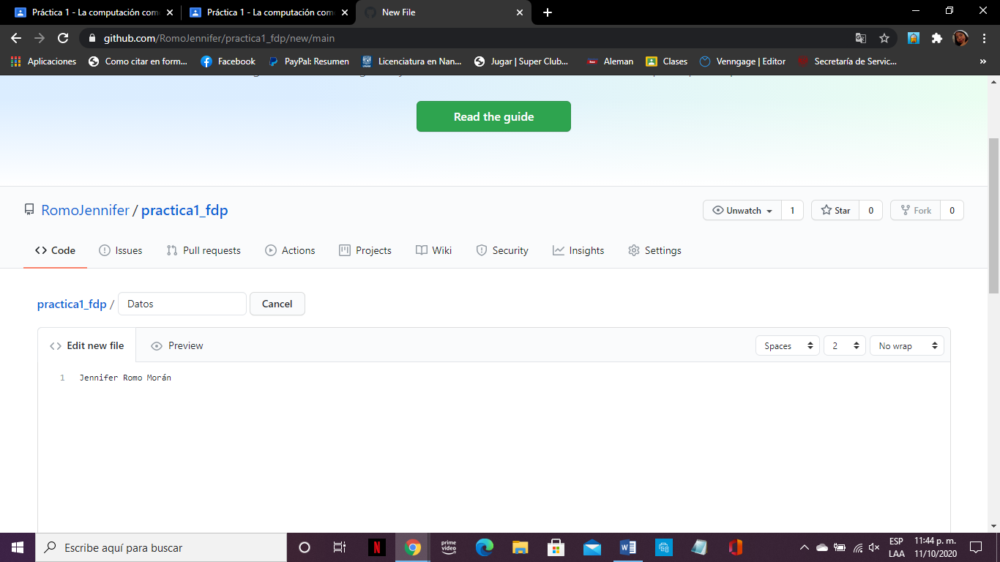 Práctica 1 - La computación com
Práctica 1 - La computación com
New File
github.com/RomoJennifer/practica1_fdp/new/main
Aplicaciones Como citar en form... Facebook PayPal: Resumen Licenciatura en Nan... Jugar | Super Club... Aleman Clases Venngage | Editor Secretaría de Servic... »
Read the guide
RomoJennifer / practica1_fdp
Unwatch 1 Star 0 Fork 0
Code Issues Pull requests Actions Projects Wiki Security Insights Settings
practica1_fdp / Datos Cancel
Edit new file Preview Spaces 2 No wrap
1 Jennifer Romo Morán
Escribe aquí para buscar
N
prime video
ESP
LAA
11:44 p. m.
11/10/2020